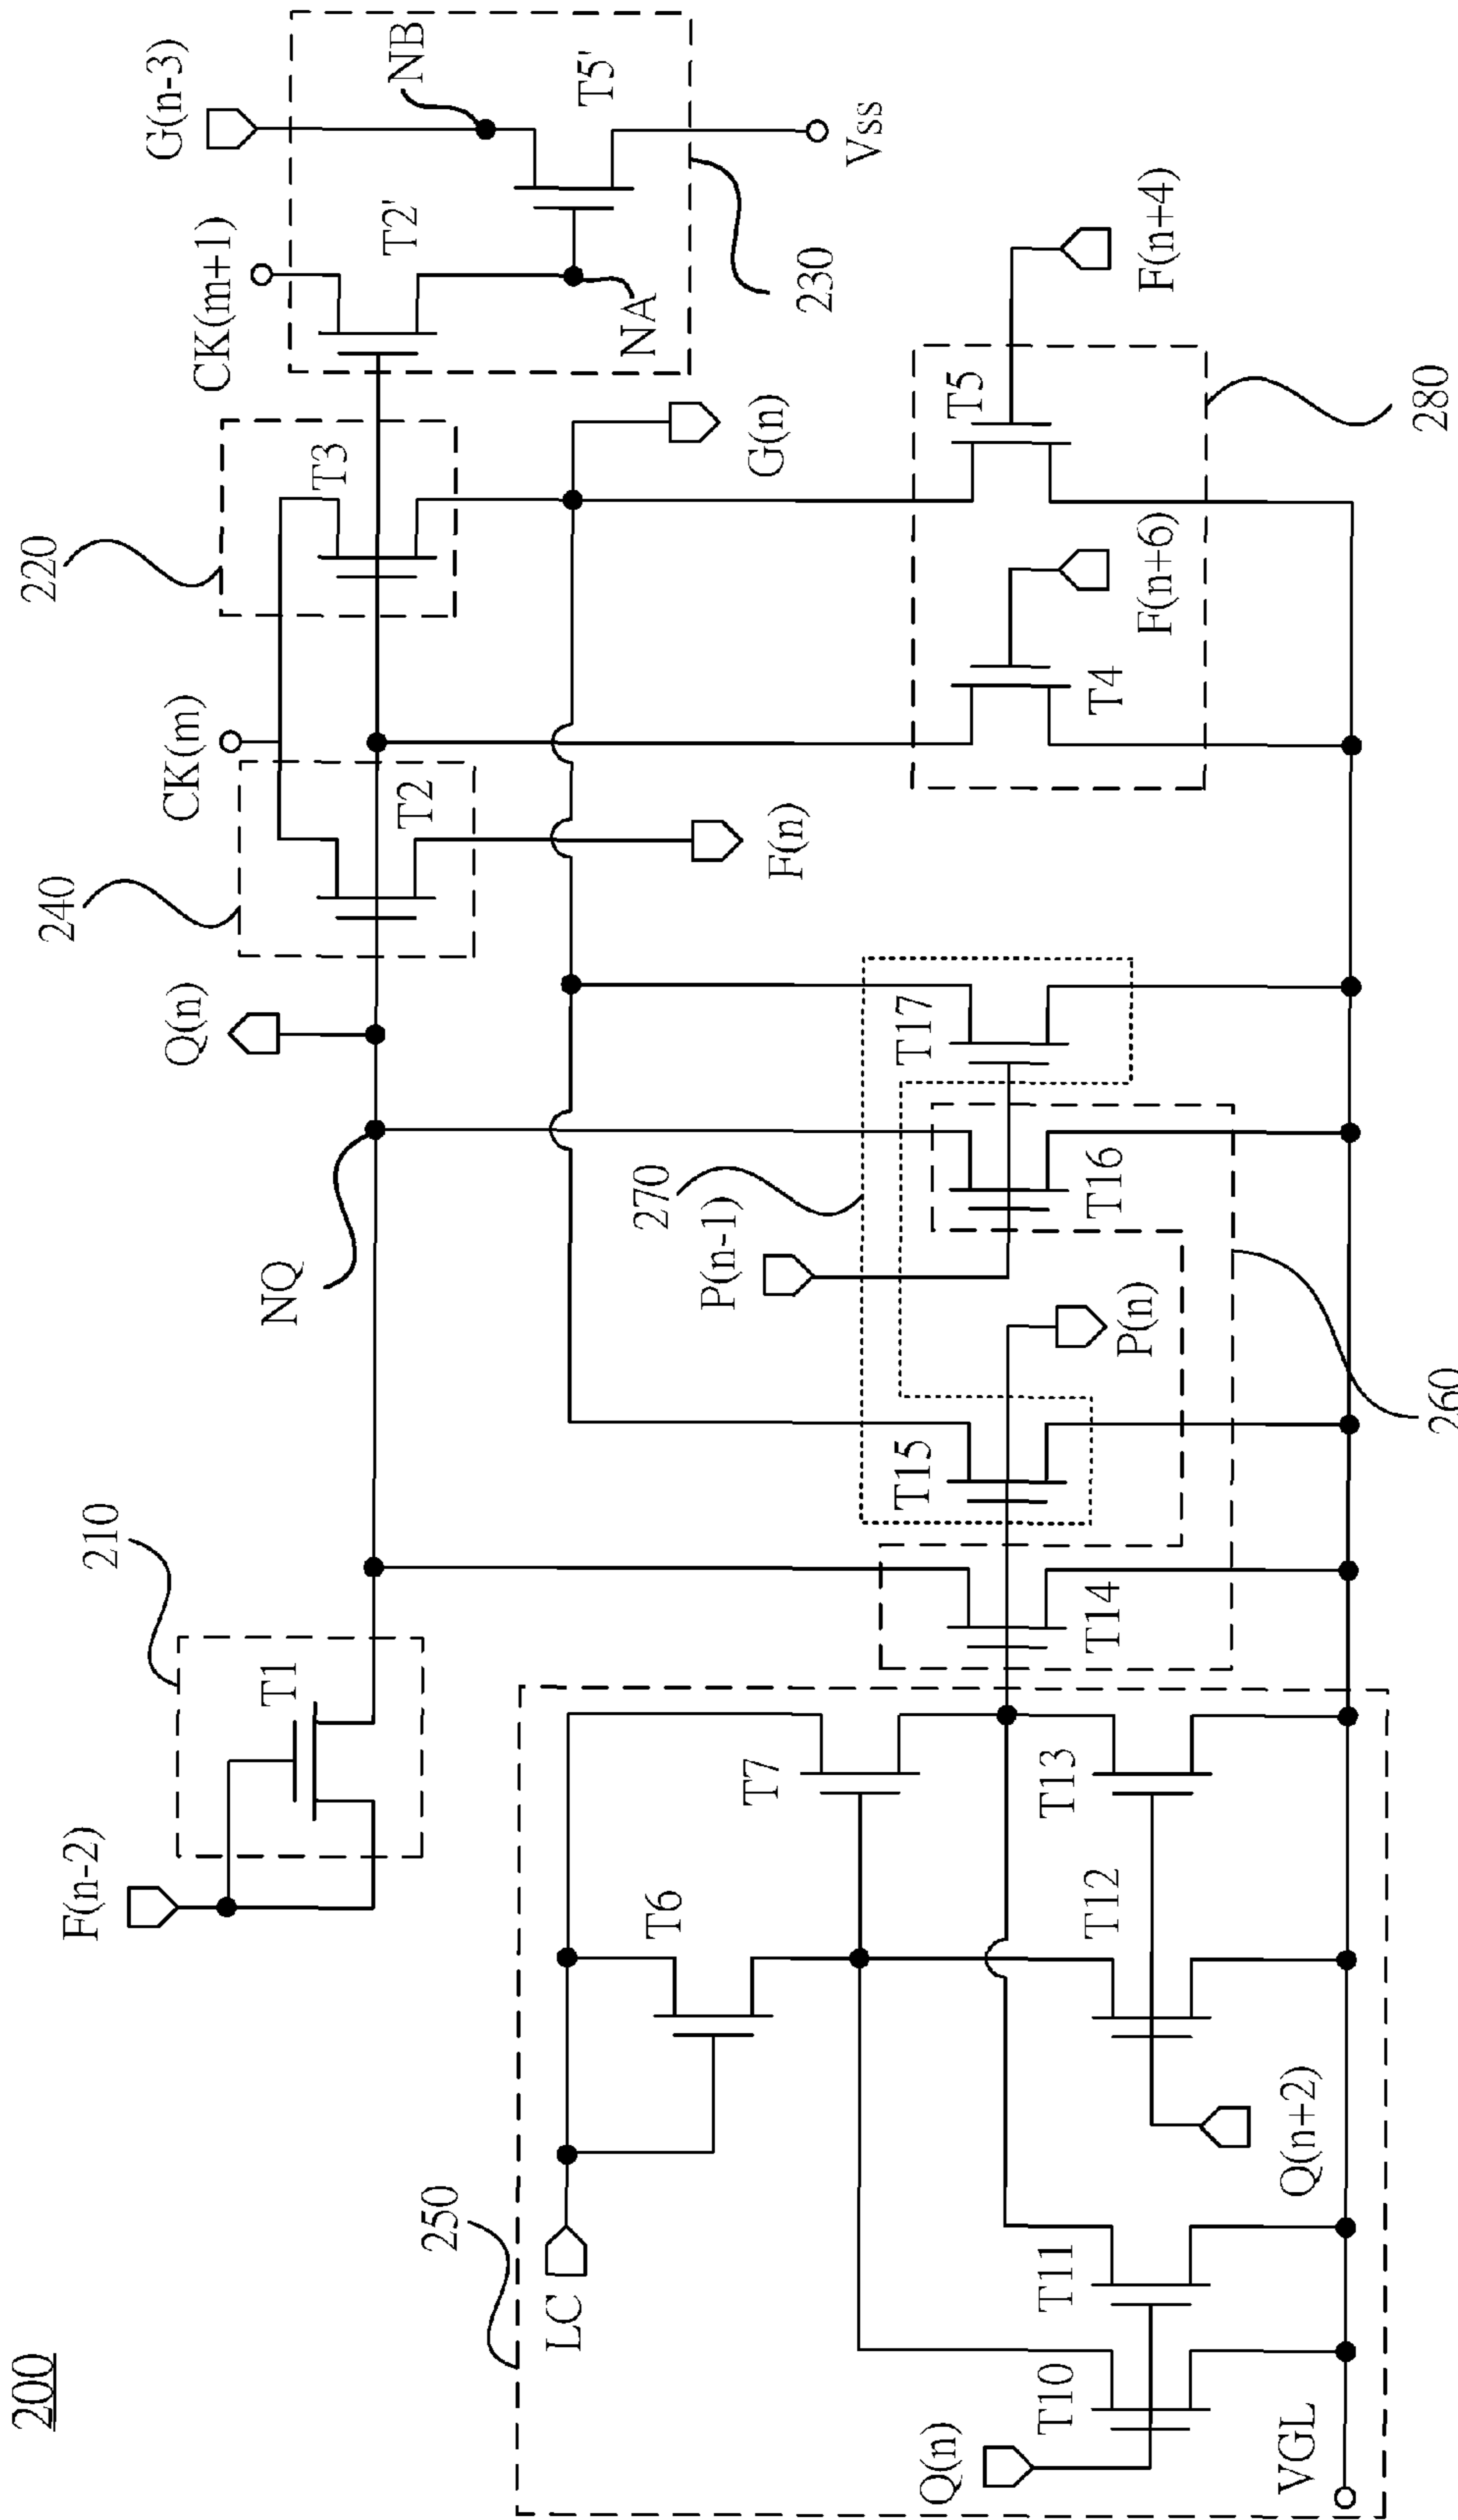 200
210
240
220
F(n-2)
T1
NQ
Q(n)
CK(m)
T2
T3
CK(m+1)
T2'
G(n-3)
NB
T5'
NA
230
Vss
G(n)
F(n)
250
LC
T6
T7
270
P(n-1)
T15
T17
T14
P(n)
T16
260
T4
F(n+6)
T5
F(n+4)
280
Q(n)
T10
T11
T12
T13
Q(n+2)
VGL